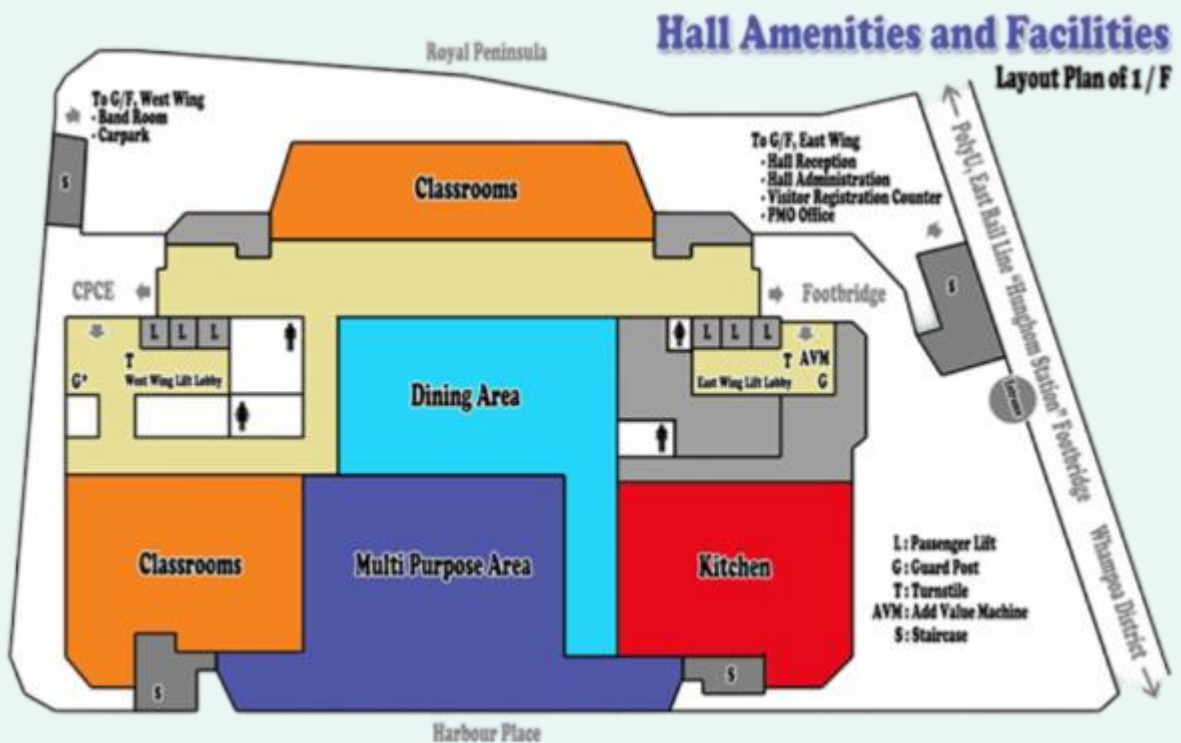 Hall Amenities and Facilities
Layout Plan of 1 / F
Royal Peninsula
To G/F, West Wing
- Band Room
- Carpark
S
To G/F, East Wing
- Hall Reception
- Hall Administration
- Visitor Registration Counter
- PMO Office
PolyU, East Rail Line "Hunghom Station" Footbridge
Whampoa District
S
Entrance
Classrooms
CPCE
Footbridge
L L L
T
G*
West Wing Lift Lobby
Dining Area
L L L
T AVM
East Wing Lift Lobby G
Classrooms
Multi Purpose Area
Kitchen
S
S
L : Passenger Lift
G : Guard Post
T : Turnstile
AVM : Add Value Machine
S : Staircase
Harbour Place